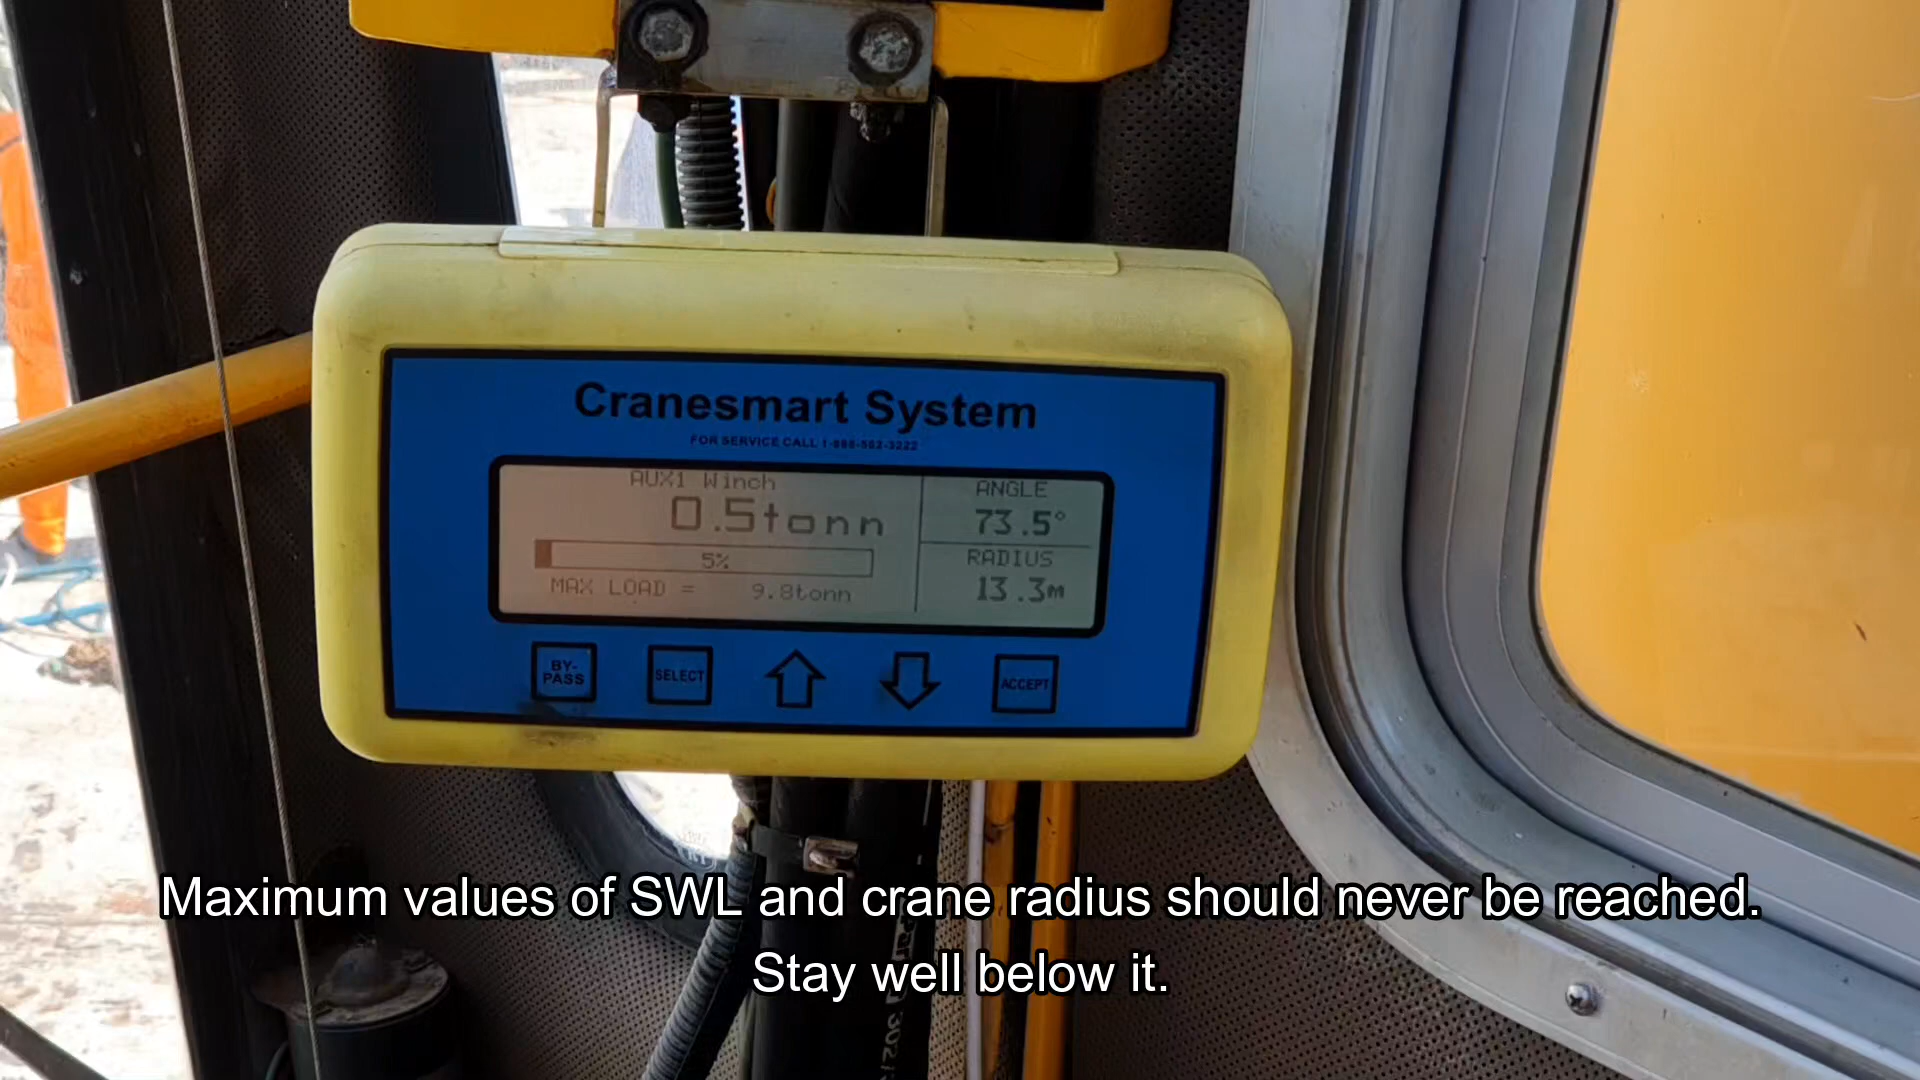 Cranesmart System
FOR SERVICE CALL 1-888-562-3222
AUX1 Winch
0.5tonn
5%
MAX LOAD = 9.8tonn
ANGLE
73.5°
RADIUS
13.3m
BY-
PASS
SELECT
ACCEPT
Maximum values of SWL and crane radius should never be reached.
Stay well below it.